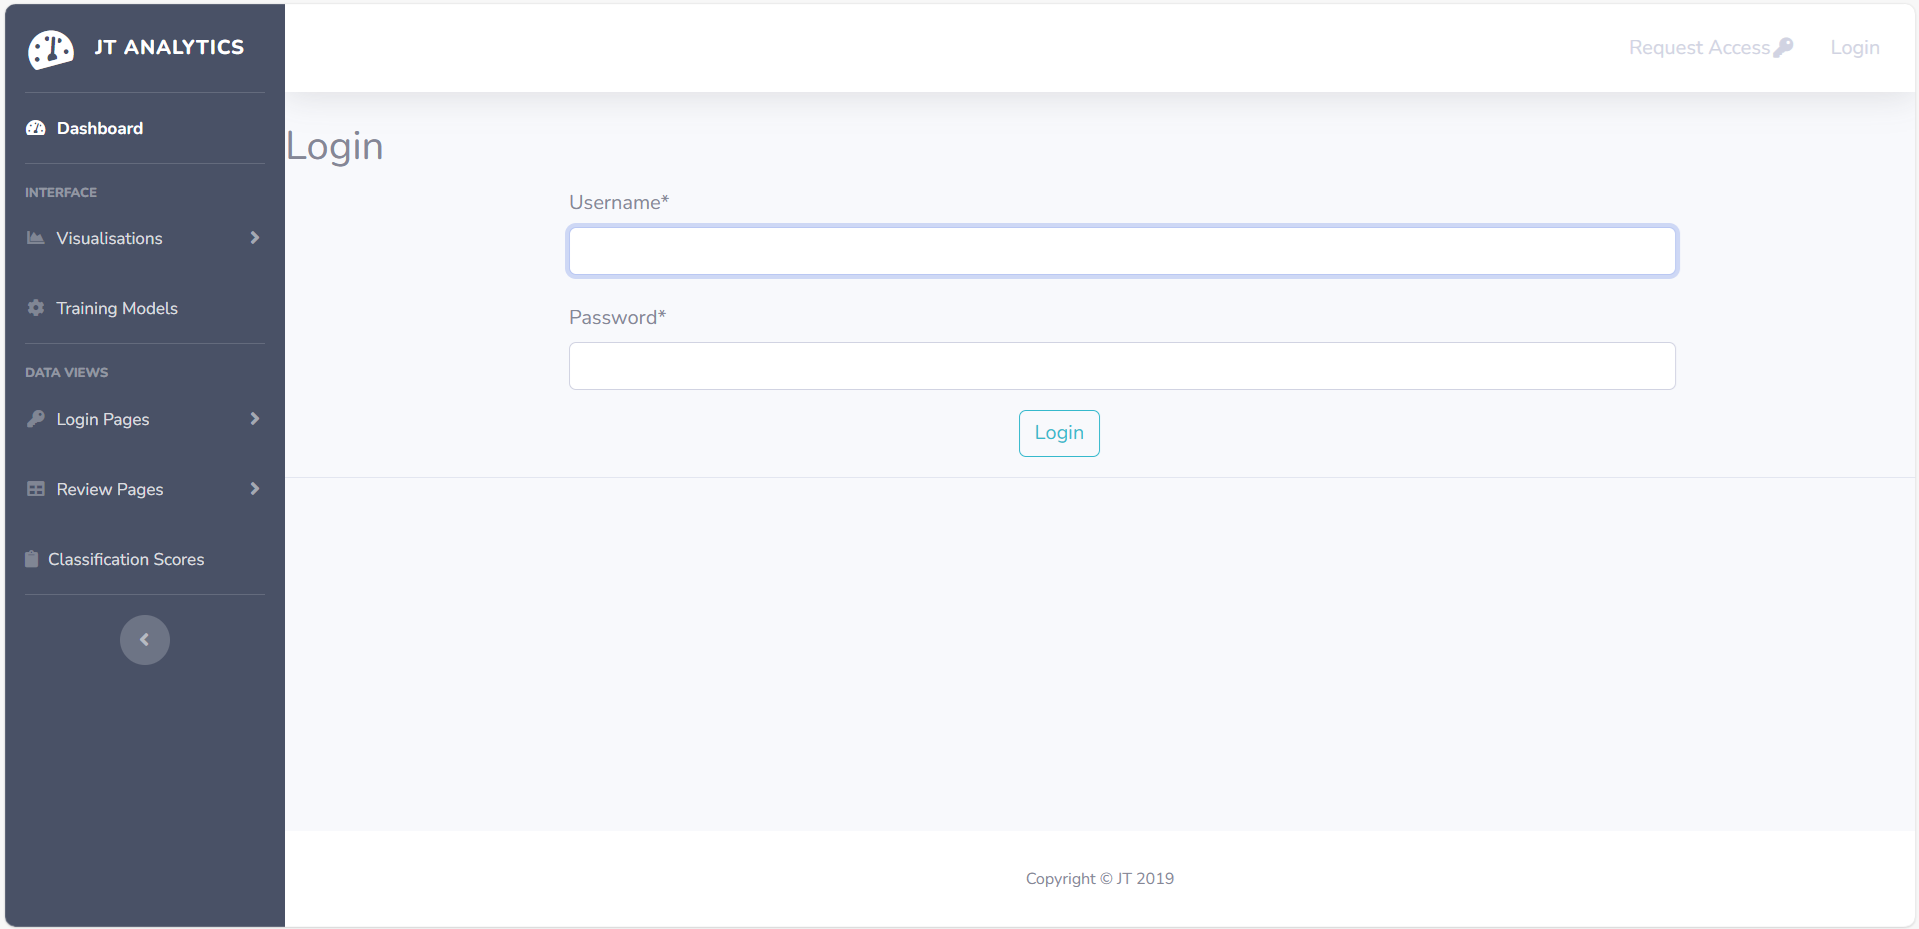 JT ANALYTICS
Request Access
Login
Dashboard
INTERFACE
Visualisations
Training Models
DATA VIEWS
Login Pages
Review Pages
Classification Scores
Login
Username*
Password*
Login
Copyright © JT 2019